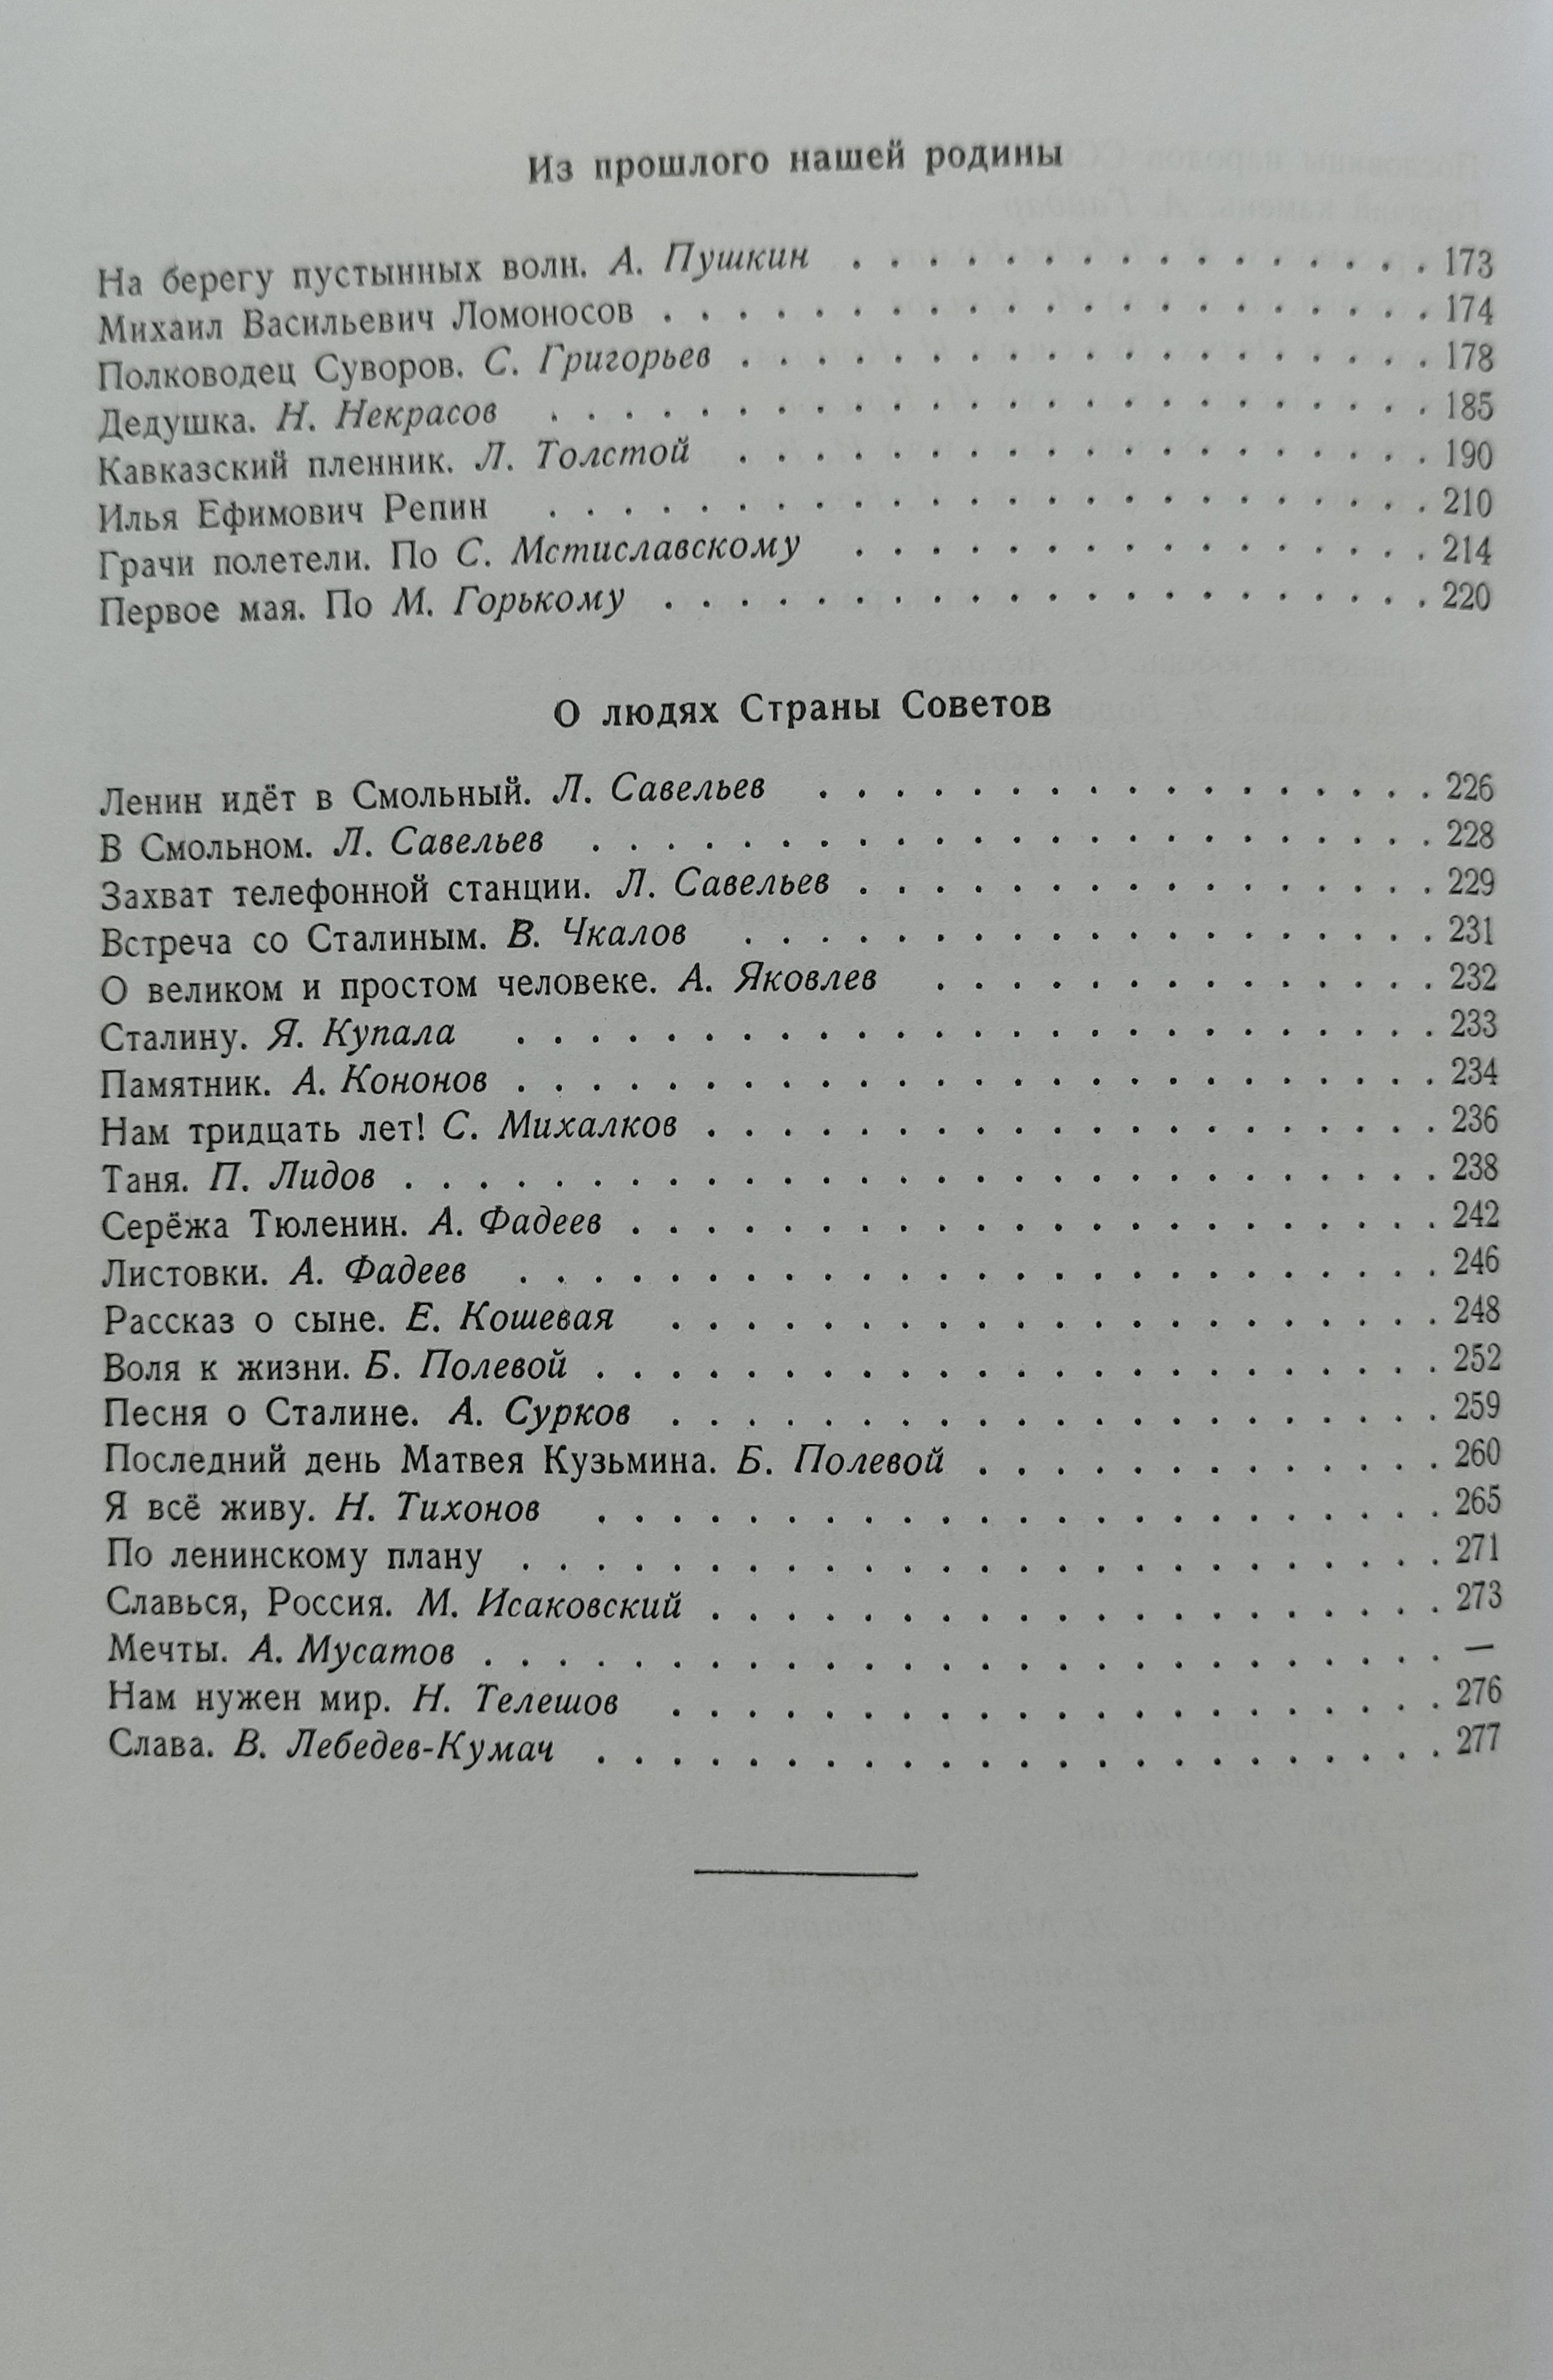 Из прошлого нашей родины
На берегу пустынных волн. А. Пушкин . . . . . . . . . . . . . . . . 173
Михаил Васильевич Ломоносов . . . . . . . . . . . . . . . . . . . . . 174
Полководец Суворов. С. Григорьев . . . . . . . . . . . . . . . . . . . 178
Дедушка. Н. Некрасов . . . . . . . . . . . . . . . . . . . . . . . . 185
Кавказский пленник. Л. Толстой . . . . . . . . . . . . . . . . . . . 190
Илья Ефимович Репин . . . . . . . . . . . . . . . . . . . . . . . . 210
Грачи полетели. По С. Мстиславскому . . . . . . . . . . . . . . . . 214
Первое мая. По М. Горькому . . . . . . . . . . . . . . . . . . . . . 220
О людях Страны Советов
Ленин идёт в Смольный. Л. Савельев . . . . . . . . . . . . . . . . . 226
В Смольном. Л. Савельев . . . . . . . . . . . . . . . . . . . . . . . 228
Захват телефонной станции. Л. Савельев . . . . . . . . . . . . . . . . 229
Встреча со Сталиным. В. Чкалов . . . . . . . . . . . . . . . . . . . 231
О великом и простом человеке. А. Яковлев . . . . . . . . . . . . . . 232
Сталину. Я. Купала . . . . . . . . . . . . . . . . . . . . . . . . . 233
Памятник. А. Кононов . . . . . . . . . . . . . . . . . . . . . . . . . 234
Нам тридцать лет! С. Михалков . . . . . . . . . . . . . . . . . . . . 236
Таня. П. Лидов . . . . . . . . . . . . . . . . . . . . . . . . . . . . 238
Серёжа Тюленин. А. Фадеев . . . . . . . . . . . . . . . . . . . . . . 242
Листовки. А. Фадеев . . . . . . . . . . . . . . . . . . . . . . . . . 246
Рассказ о сыне. Е. Кошевая . . . . . . . . . . . . . . . . . . . . . 248
Воля к жизни. Б. Полевой . . . . . . . . . . . . . . . . . . . . . . . 252
Песня о Сталине. А. Сурков . . . . . . . . . . . . . . . . . . . . . 259
Последний день Матвея Кузьмина. Б. Полевой . . . . . . . . . . . . . 260
Я всё живу. Н. Тихонов . . . . . . . . . . . . . . . . . . . . . . . 265
По ленинскому плану . . . . . . . . . . . . . . . . . . . . . . . . . 271
Славься, Россия. М. Исаковский . . . . . . . . . . . . . . . . . . . . 273
Мечты. А. Мусатов . . . . . . . . . . . . . . . . . . . . . . . . . . —
Нам нужен мир. Н. Телешов . . . . . . . . . . . . . . . . . . . . . 276
Слава. В. Лебедев-Кумач . . . . . . . . . . . . . . . . . . . . . . . 277